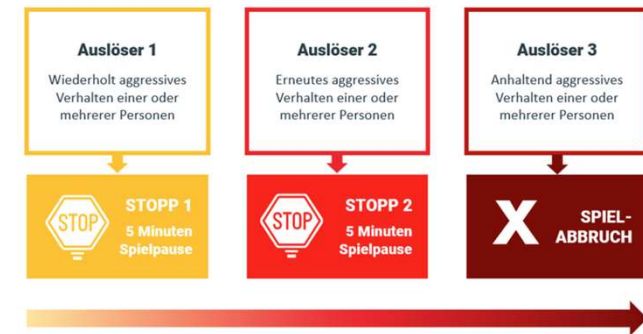 Auslöser 1
Wiederholt aggressives
Verhalten einer oder
mehrerer Personen
STOP
STOPP 1
5 Minuten
Spielpause
Auslöser 2
Erneutes aggressives
Verhalten einer oder
mehrerer Personen
STOP
STOPP 2
5 Minuten
Spielpause
Auslöser 3
Anhaltend aggressives
Verhalten einer oder
mehrerer Personen
X
SPIEL-
ABBRUCH